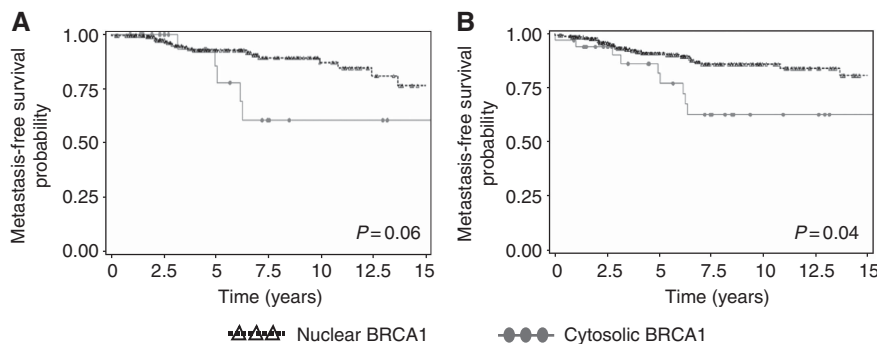 A
Metastasis-free survival
probability
1.00
0.75
0.50
0.25
0.00
P=0.06
0
2.5
5
7.5
10
12.5
15
Time (years)
B
Metastasis-free survival
probability
1.00
0.75
0.50
0.25
0.00
P=0.04
0
2.5
5
7.5
10
12.5
15
Time (years)
Nuclear BRCA1
Cytosolic BRCA1